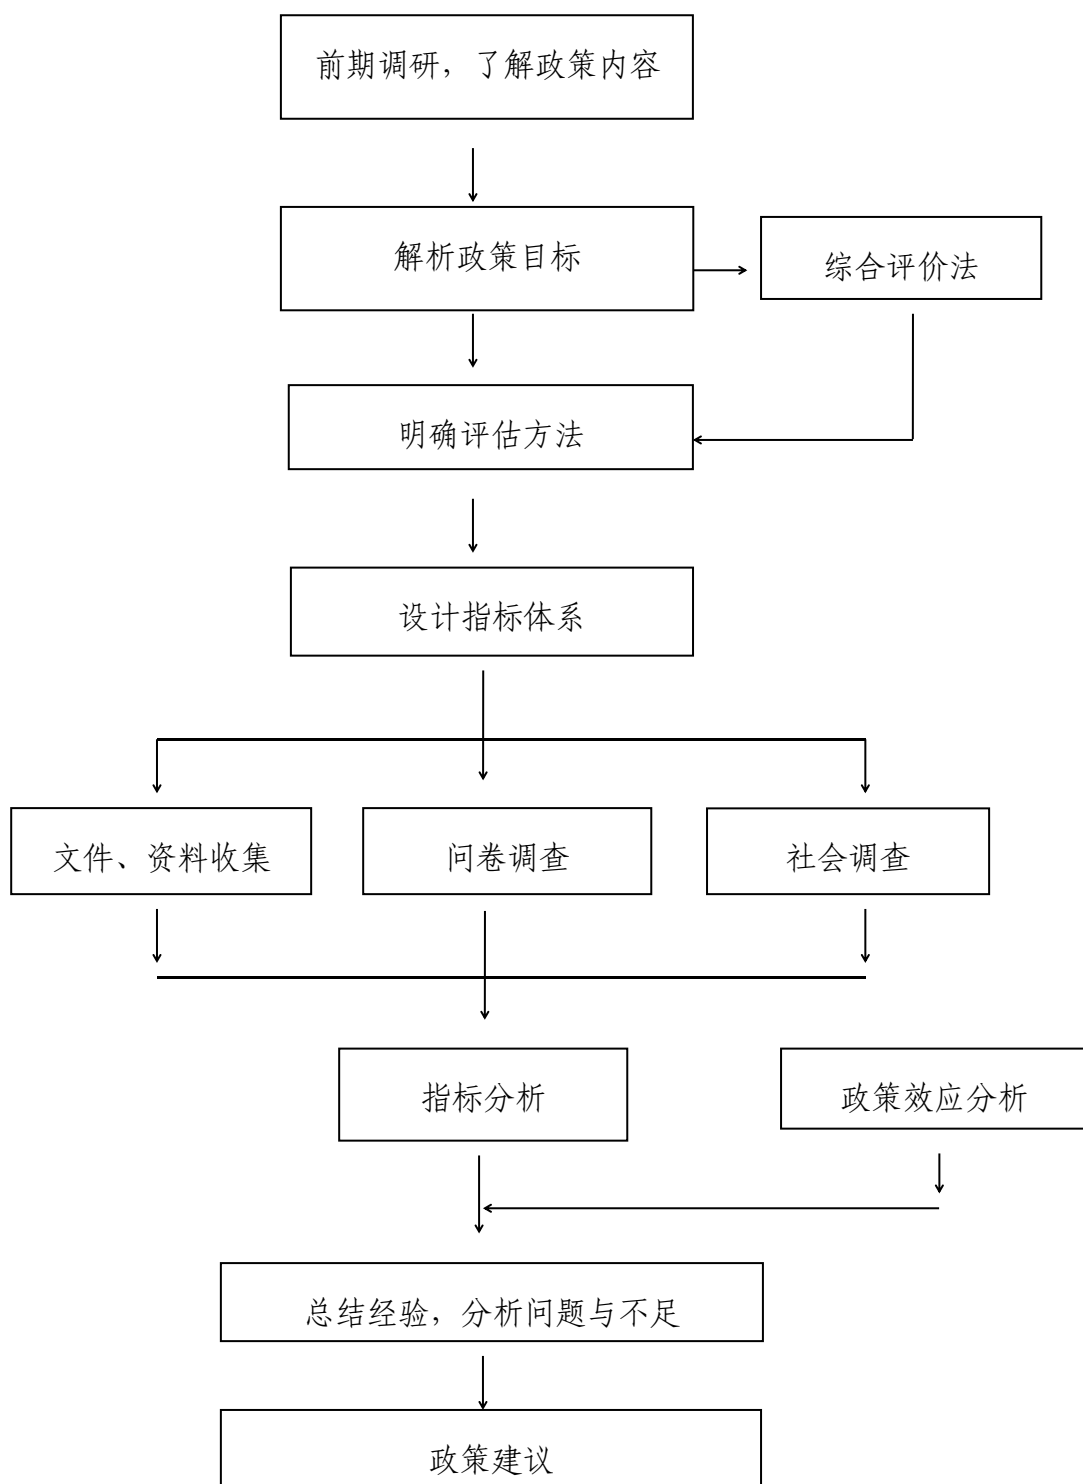 前期调研，了解政策内容
解析政策目标
综合评价法
明确评估方法
设计指标体系
文件、资料收集
问卷调查
社会调查
指标分析
政策效应分析
总结经验，分析问题与不足
政策建议